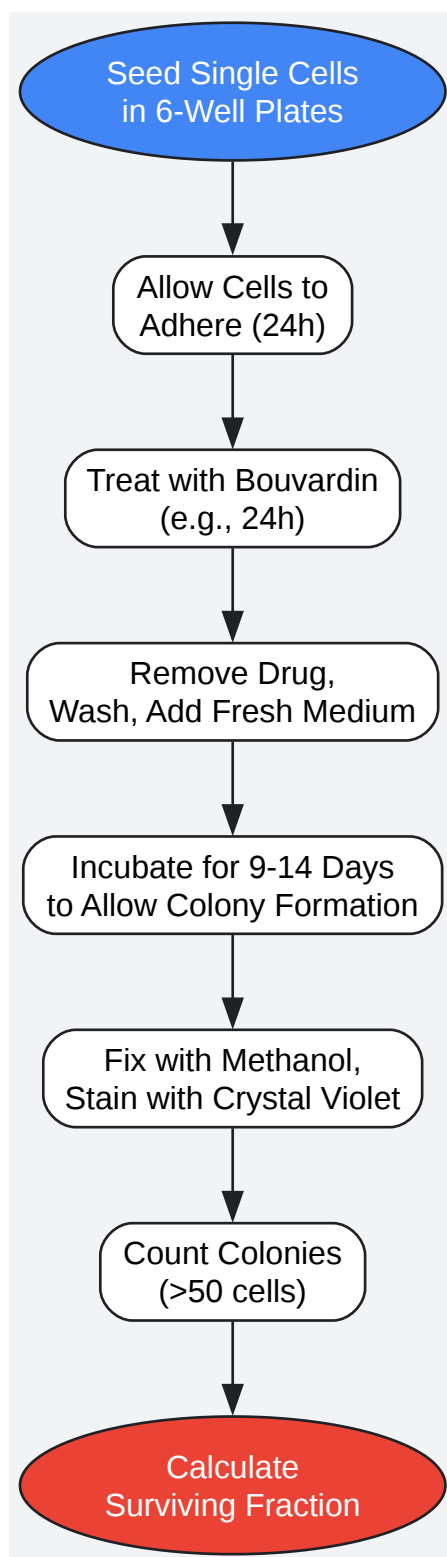 Seed Single Cells
in 6-Well Plates
Allow Cells to
Adhere (24h)
Treat with Bouvardin
(e.g., 24h)
Remove Drug,
Wash, Add Fresh Medium
Incubate for 9-14 Days
to Allow Colony Formation
Fix with Methanol,
Stain with Crystal Violet
Count Colonies
(>50 cells)
Calculate
Surviving Fraction